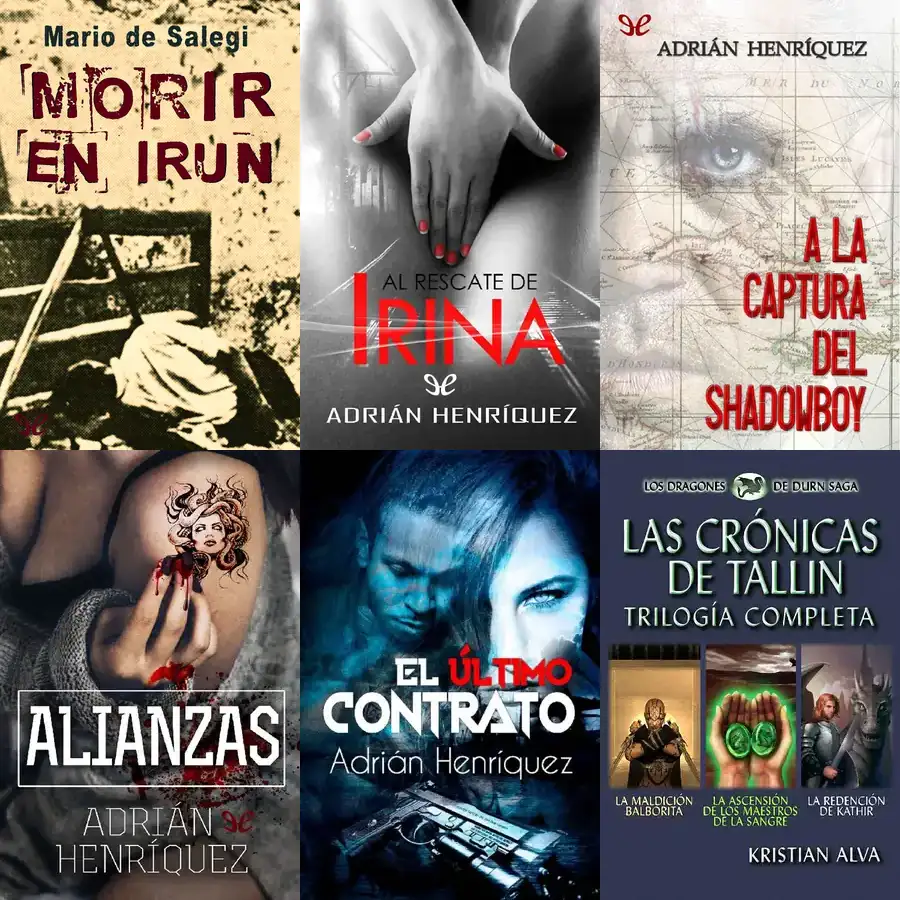 Mario de Salegi
MORIR
EN IRUN
AL RESCATE DE
IRINA
ADRIÁN HENRÍQUEZ
ADRIÁN HENRÍQUEZ
A LA
CAPTURA
DEL
SHADOWBOY
ALIANZAS
ADRIÁN
HENRÍQUEZ
EL ÚLTIMO
CONTRATO
Adrián Henríquez
LOS DRAGONES DE DURN SAGA
LAS CRÓNICAS
DE TALLIN
TRILOGÍA COMPLETA
LA MALDICIÓN
BALBORITA
LA ASCENSIÓN
DE LOS MAESTROS
DE LA SANGRE
LA REDENCIÓN
DE KATHIR
KRISTIAN ALVA